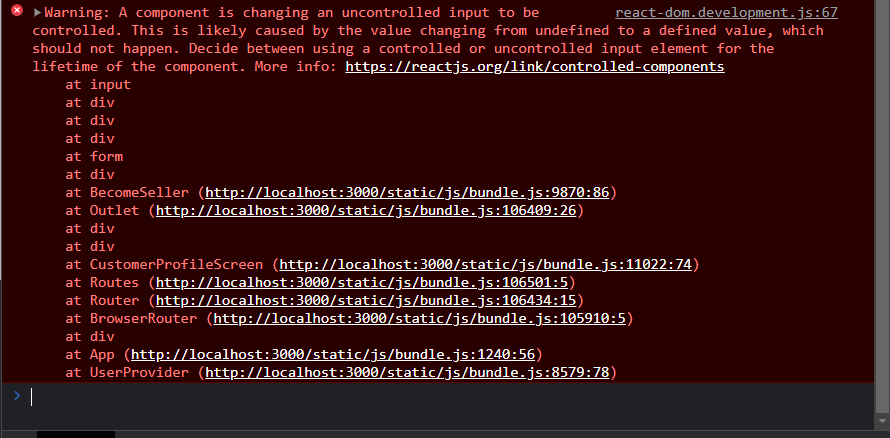 ▶Warning: A component is changing an uncontrolled input to be react-dom.development.js:67
controlled. This is likely caused by the value changing from undefined to a defined value, which
should not happen. Decide between using a controlled or uncontrolled input element for the
lifetime of the component. More info: https://reactjs.org/link/controlled-components
at input
at div
at div
at div
at form
at div
at BecomeSeller (http://localhost:3000/static/js/bundle.js:9870:86)
at Outlet (http://localhost:3000/static/js/bundle.js:106409:26)
at div
at div
at CustomerProfileScreen (http://localhost:3000/static/js/bundle.js:11022:74)
at Routes (http://localhost:3000/static/js/bundle.js:106501:5)
at Router (http://localhost:3000/static/js/bundle.js:106434:15)
at BrowserRouter (http://localhost:3000/static/js/bundle.js:105910:5)
at div
at App (http://localhost:3000/static/js/bundle.js:1240:56)
at UserProvider (http://localhost:3000/static/js/bundle.js:8579:78)